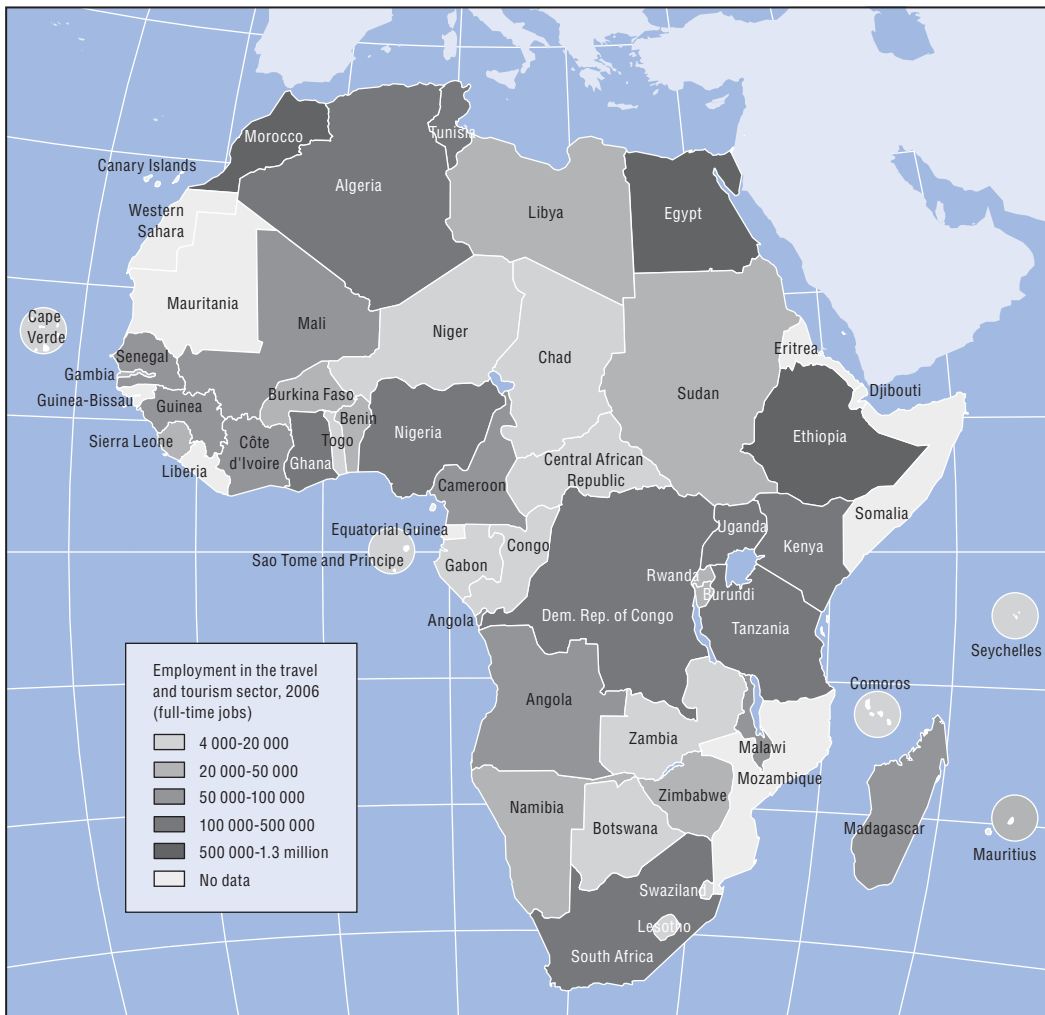 Morocco
Tunisia
Canary Islands
Algeria
Western
Sahara
Libya
Egypt
Mauritania
Cape
Verde
Mali
Niger
Chad
Eritrea
Senegal
Gambia
Sudan
Djibouti
Guinea-Bissau
Guinea
Burkina Faso
Benin
Nigeria
Ethiopia
Sierra Leone
Côte
d'Ivoire
Togo
Ghana
Liberia
Central African
Republic
Cameroon
Somalia
Equatorial Guinea
Uganda
Kenya
Congo
Sao Tome and Principe
Gabon
Rwanda
Burundi
Angola
Dem. Rep. of Congo
Tanzania
Seychelles
Comoros
Employment in the travel
and tourism sector, 2006
(full-time jobs)
4 000-20 000
20 000-50 000
50 000-100 000
100 000-500 000
500 000-1.3 million
No data
Angola
Zambia
Malawi
Mozambique
Zimbabwe
Namibia
Botswana
Madagascar
Mauritius
Swaziland
Lesotho
South Africa